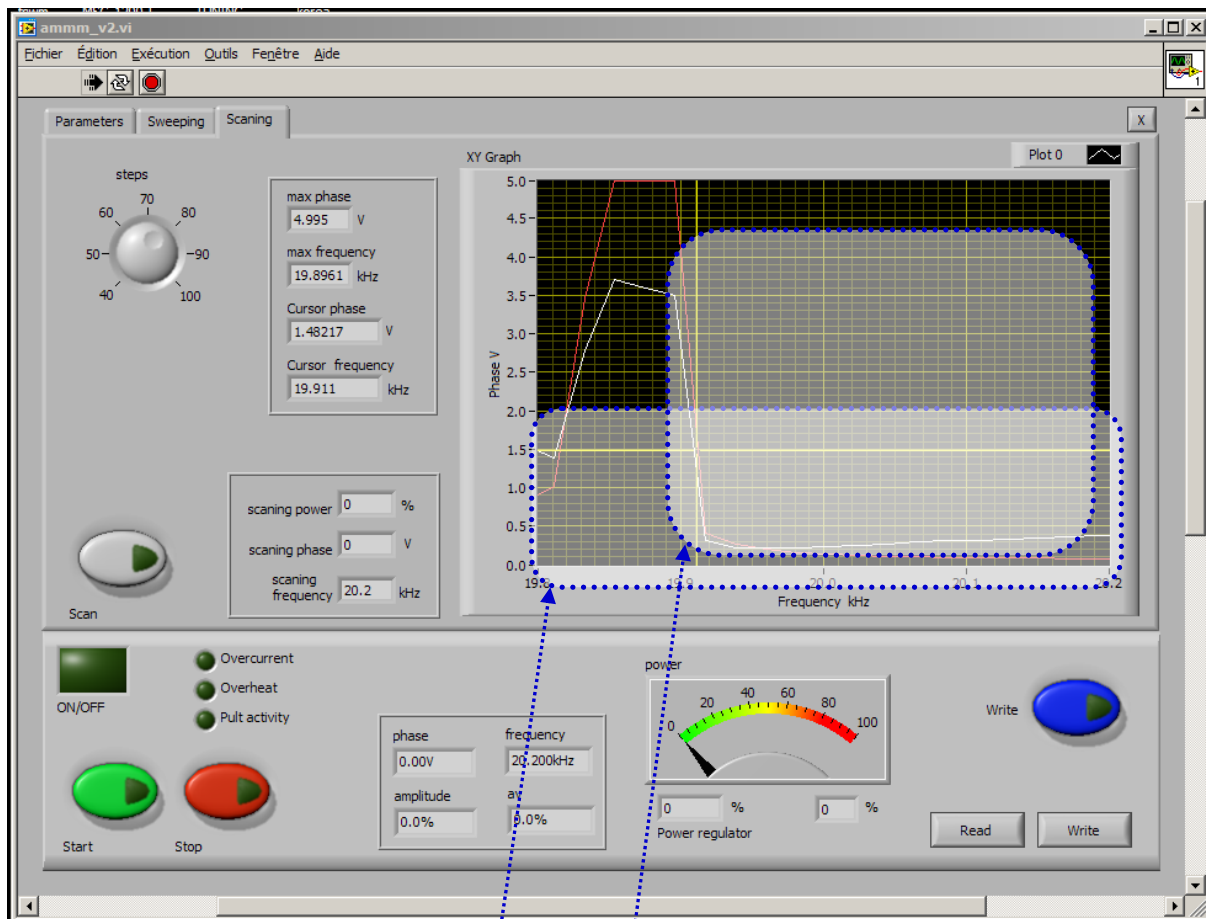 ammm_v2.vi
Fichier Édition Exécution Outils Fenêtre Aide
1
Parameters Sweeping Scaning X
steps
40 50 60 70 80 90 100
max phase
4.995 V
max frequency
19.8961 kHz
Cursor phase
1.48217 V
Cursor frequency
19.911 kHz
scaning power 0 %
scaning phase 0 V
scaning
frequency 20.2 kHz
Scan
XY Graph
Plot 0
Phase V
5.0
4.5
4.0
3.5
3.0
2.5
2.0
1.5
1.0
0.5
0.0
19.8 19.9 20.0 20.1 20.2
Frequency kHz
ON/OFF
Overcurrent
Overheat
Pult activity
Start Stop
phase frequency
0.00V 20.200kHz
amplitude
0.0% 0.0%
power
0 20 40 60 80 100
0 % 0 %
Power regulator
Write
Read Write